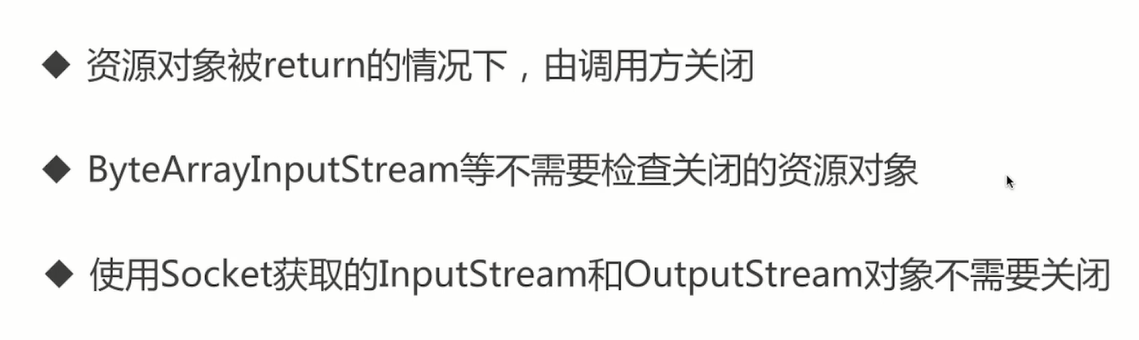 ◆ 资源对象被return的情况下，由调用方关闭
◆ ByteArrayInputStream等不需要检查关闭的资源对象
◆ 使用Socket获取的InputStream和OutputStream对象不需要关闭